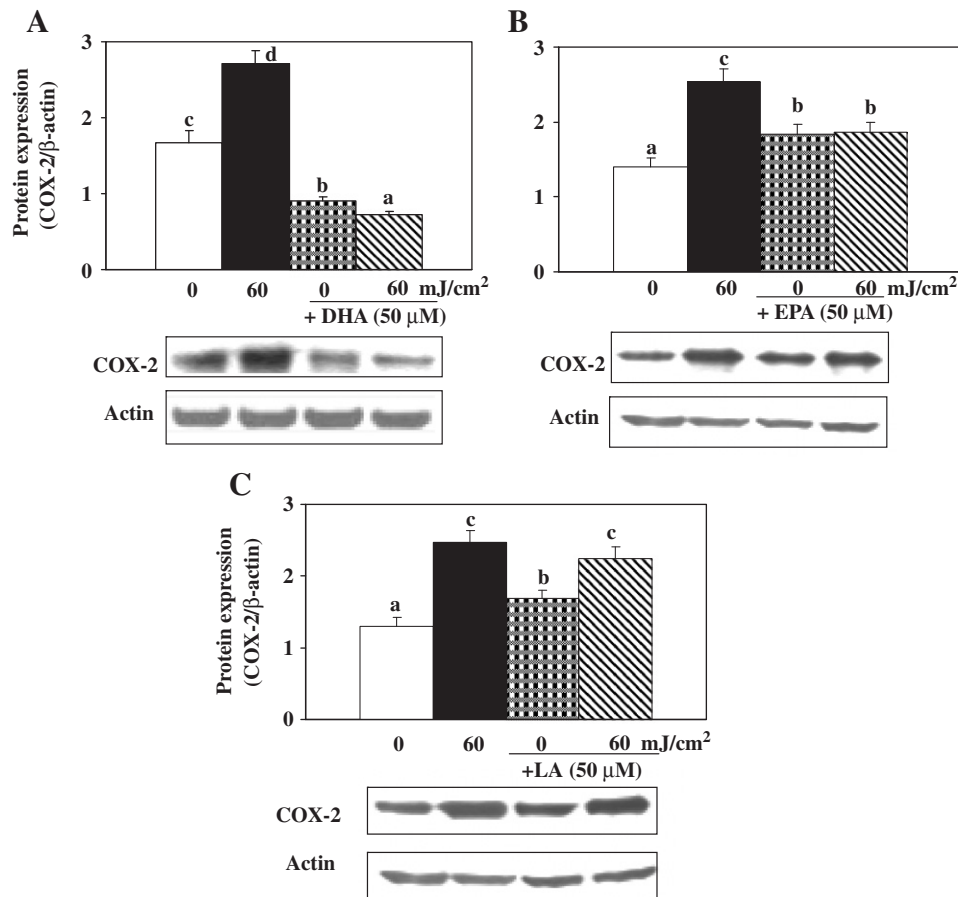 A
Protein expression
(COX-2/β-actin)
3
2
1
0
c
d
b
a
0 60 0 60 mJ/cm²
+ DHA (50 μM)
COX-2
Actin
B
3
2
1
0
a
c
b
b
0 60 0 60 mJ/cm²
+ EPA (50 μM)
COX-2
Actin
C
Protein expression
(COX-2/β-actin)
3
2
1
0
a
c
b
c
0 60 0 60 mJ/cm²
+LA (50 μM)
COX-2
Actin